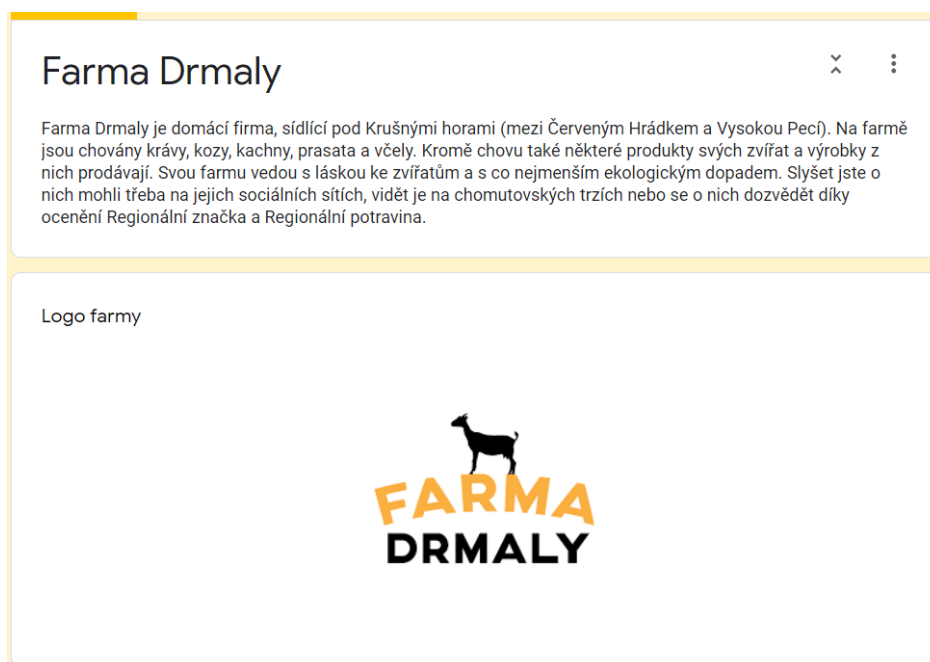 Farma Drmaly
Farma Drmaly je domácí firma, sídlící pod Krušnými horami (mezi Červeným Hrádkem a Vysokou Pecí). Na farmě
jsou chovány krávy, kozy, kachny, prasata a včely. Kromě chovu také některé produkty svých zvířat a výrobky z
nich prodávají. Svou farmu vedou s láskou ke zvířatům a s co nejmenším ekologickým dopadem. Slyšet jste o
nich mohli třeba na jejich sociálních sítích, vidět je na chomutovských trzích nebo se o nich dozvědět díky
ocenění Regionální značka a Regionální potravina.
Logo farmy
FARMA
DRMALY